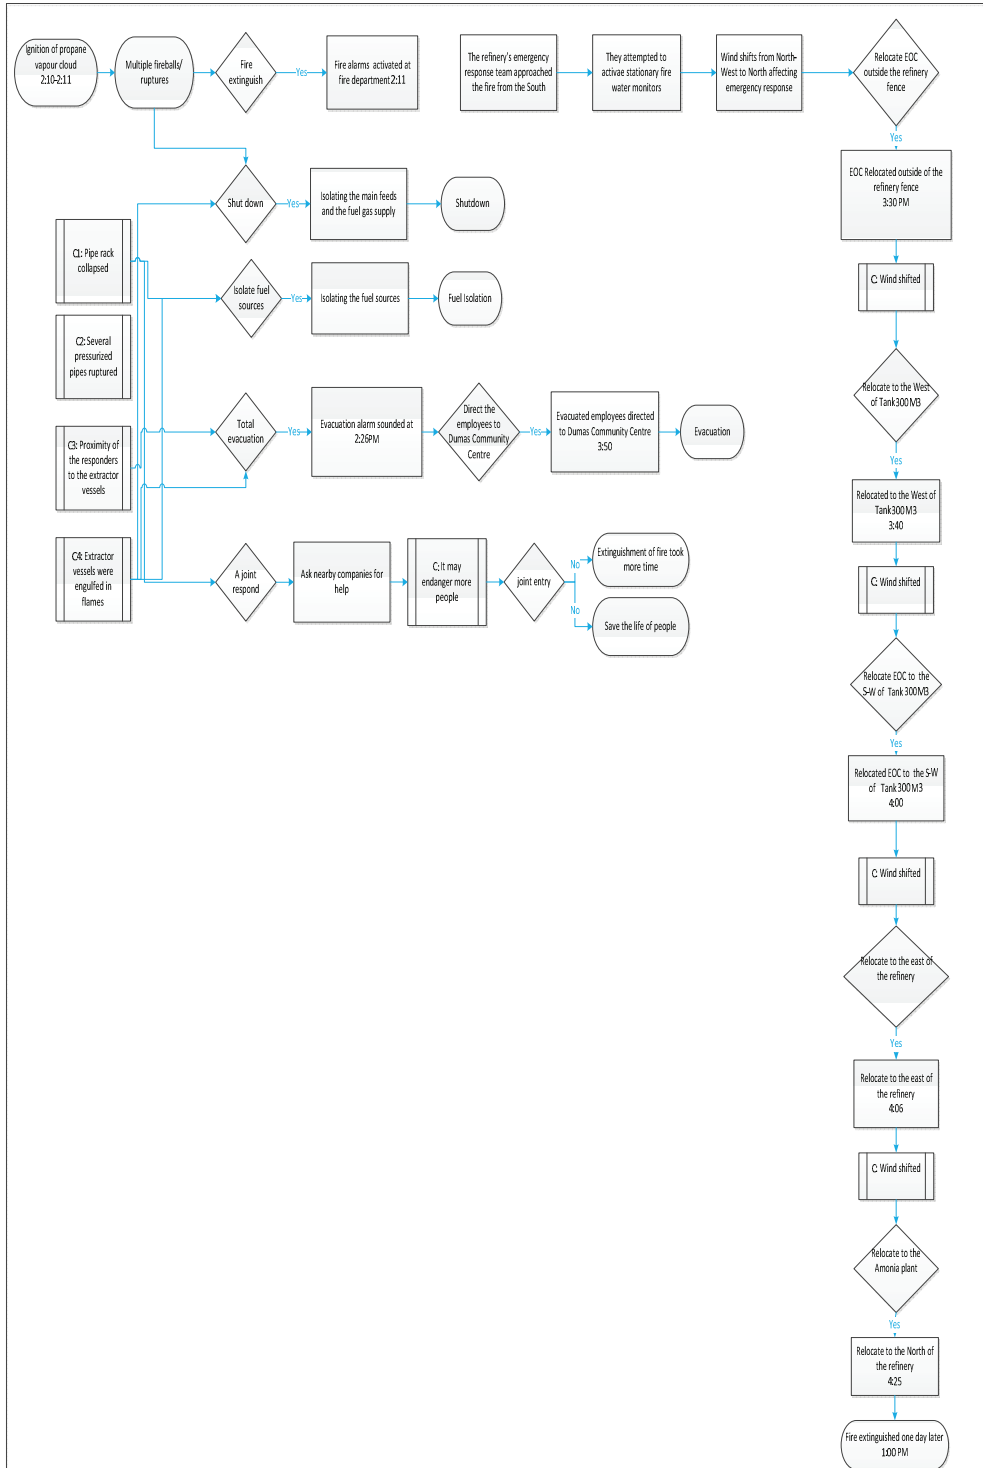 Ignition of propane
vapour cloud
2:10-2:11
Multiple fireballs/
ruptures
Fire
extinguish
Yes
Fire alarms activated at
fire department 2:11
The refinery's emergency
response team approached
the fire from the South
They attempted to
activae stationary fire
water monitors
Wind shifts from North-
West to North affecting
emergency response
Relocate EOC
outside the refinery
fence
Yes
EOC Relocated outside of the
refinery fence
3:30 PM
C: Wind shifted
Relocate to the West
of Tank300M3
Yes
Relocated to the West of
Tank300M3
3:40
C: Wind shifted
Relocate EOC to the
S-W of Tank 300M3
Yes
Relocated EOC to the S-W
of Tank 300M3
4:00
C: Wind shifted
Relocate to the east of
the refinery
Yes
Relocate to the east of
the refinery
4:06
C: Wind shifted
Relocate to the
Amonia plant
Yes
Relocate to the North of
the refinery
4:25
Fire extinguished one day later
1:00 PM
Shut down
Yes
Isolating the main feeds
and the fuel gas supply
Shutdown
C1: Pipe rack
collapsed
Isolate fuel
sources
Yes
Isolating the fuel sources
Fuel Isolation
C2: Several
pressurized
pipes ruptured
C3: Proximity of
the responders
to the extractor
vessels
Total
evacuation
Yes
Evacuation alarm sounded at
2:26PM
Direct the
employees to
Dumas Community
Centre
Yes
Evacuated employees directed
to Dumas Community Centre
3:50
Evacuation
C4: Extractor
vessels were
engulfed in
flames
A joint
respond
Ask nearby companies for
help
C: It may
endanger more
people
joint entry
No
Extinguishment of fire took
more time
No
Save the life of people